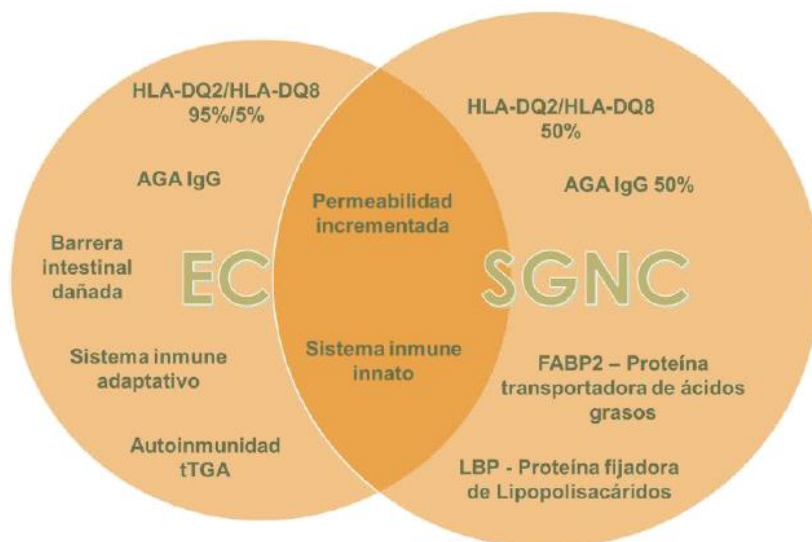 HLA-DQ2/HLA-DQ8
95%/5%
AGA IgG
Barrera
intestinal
dañada
EC
Sistema inmune
adaptativo
Autoinmunidad
tTGA
Permeabilidad
incrementada
Sistema inmune
innato
HLA-DQ2/HLA-DQ8
50%
AGA IgG 50%
SGNC
FABP2 – Proteína
transportadora de ácidos
grasos
LBP - Proteína fijadora
de Lipopolisacáridos